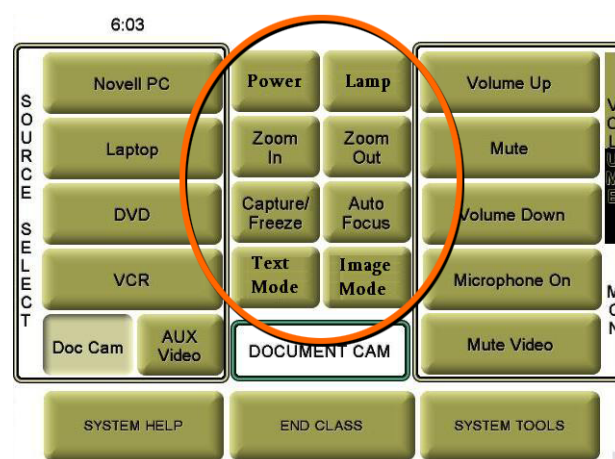 6:03
SOURCE SELECT
Novell PC
Laptop
DVD
VCR
Doc Cam
AUX
Video
Power
Lamp
Zoom
In
Zoom
Out
Capture/
Freeze
Auto
Focus
Text
Mode
Image
Mode
DOCUMENT CAM
Volume Up
Mute
Volume Down
Microphone On
Mute Video
SYSTEM HELP
END CLASS
SYSTEM TOOLS